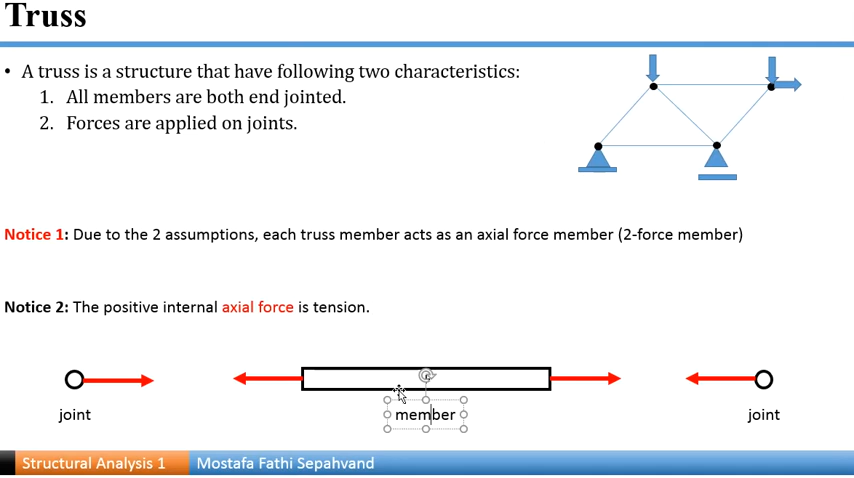 Truss
• A truss is a structure that have following two characteristics:
1. All members are both end jointed.
2. Forces are applied on joints.
Notice 1: Due to the 2 assumptions, each truss member acts as an axial force member (2-force member)
Notice 2: The positive internal axial force is tension.
joint
member
joint
Structural Analysis 1
Mostafa Fathi Sepahvand